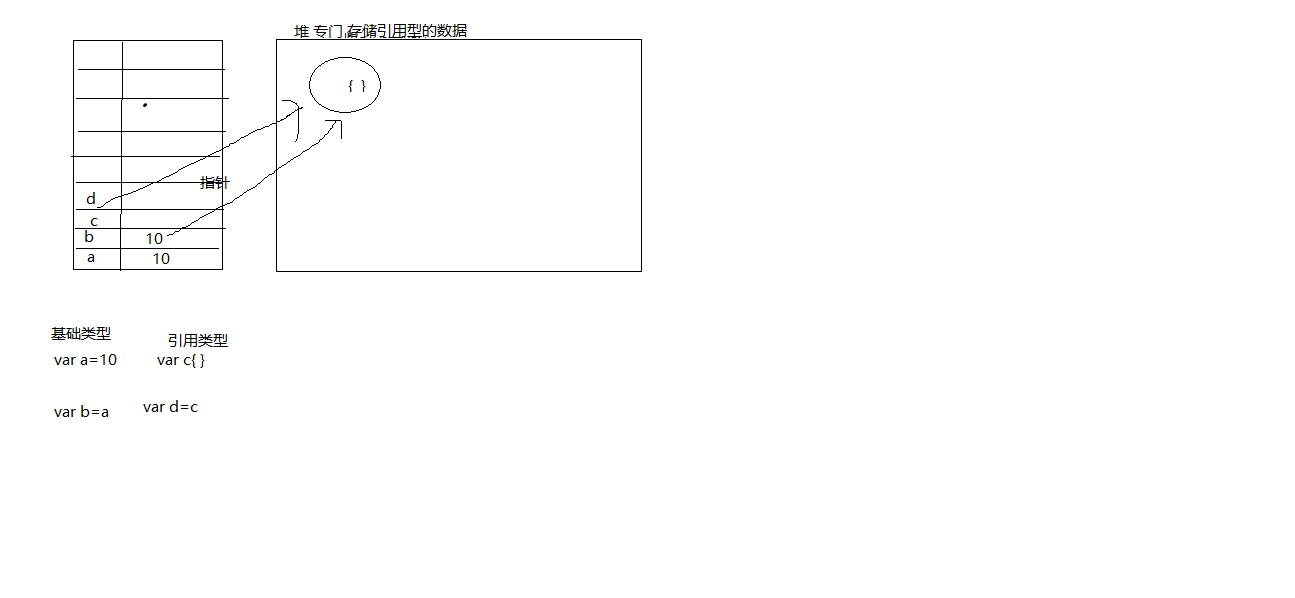 堆 专门 存储引用型的数据
{ }
指针
d
c
b 10
a 10
基础类型 引用类型
var a=10 var c{ }
var b=a var d=c